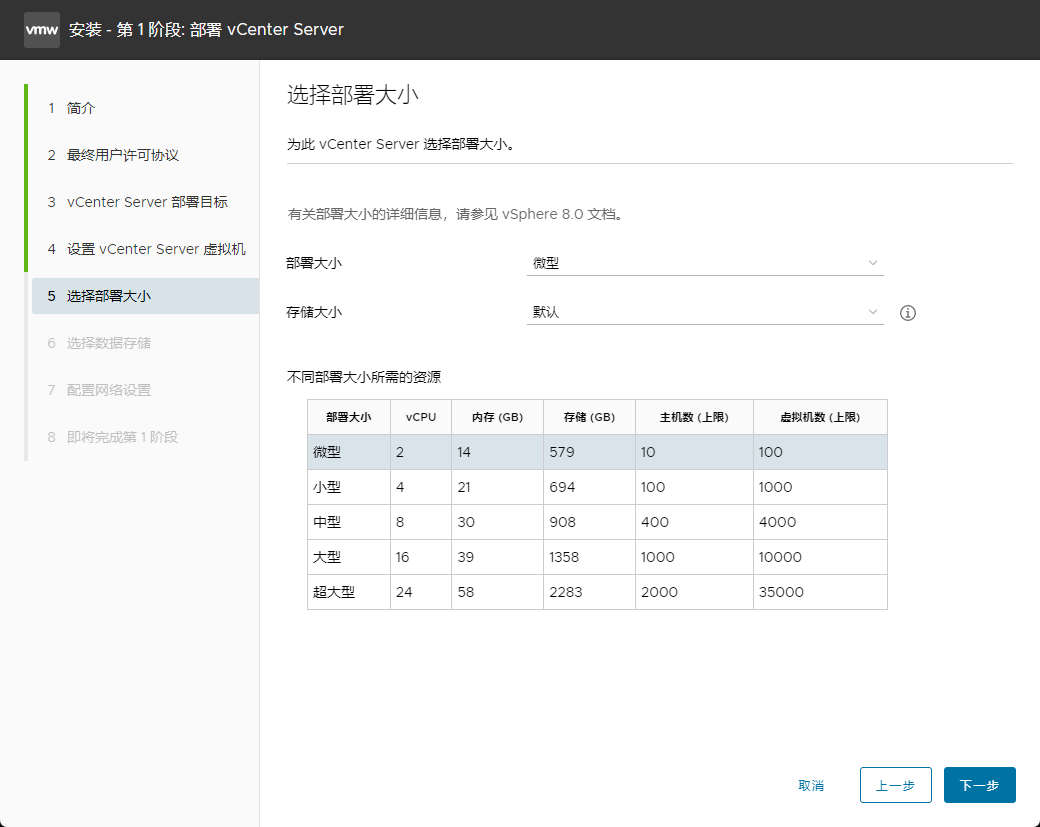 vmw 安装 - 第 1 阶段: 部署 vCenter Server
1 简介
2 最终用户许可协议
3 vCenter Server 部署目标
4 设置 vCenter Server 虚拟机
5 选择部署大小
6 选择数据存储
7 配置网络设置
8 即将完成第 1 阶段
选择部署大小
为此 vCenter Server 选择部署大小。
有关部署大小的详细信息，请参见 vSphere 8.0 文档。
部署大小 微型
存储大小 默认
不同部署大小所需的资源
部署大小 vCPU 内存 (GB) 存储 (GB) 主机数 (上限) 虚拟机数 (上限)
微型 2 14 579 10 100
小型 4 21 694 100 1000
中型 8 30 908 400 4000
大型 16 39 1358 1000 10000
超大型 24 58 2283 2000 35000
取消 上一步 下一步